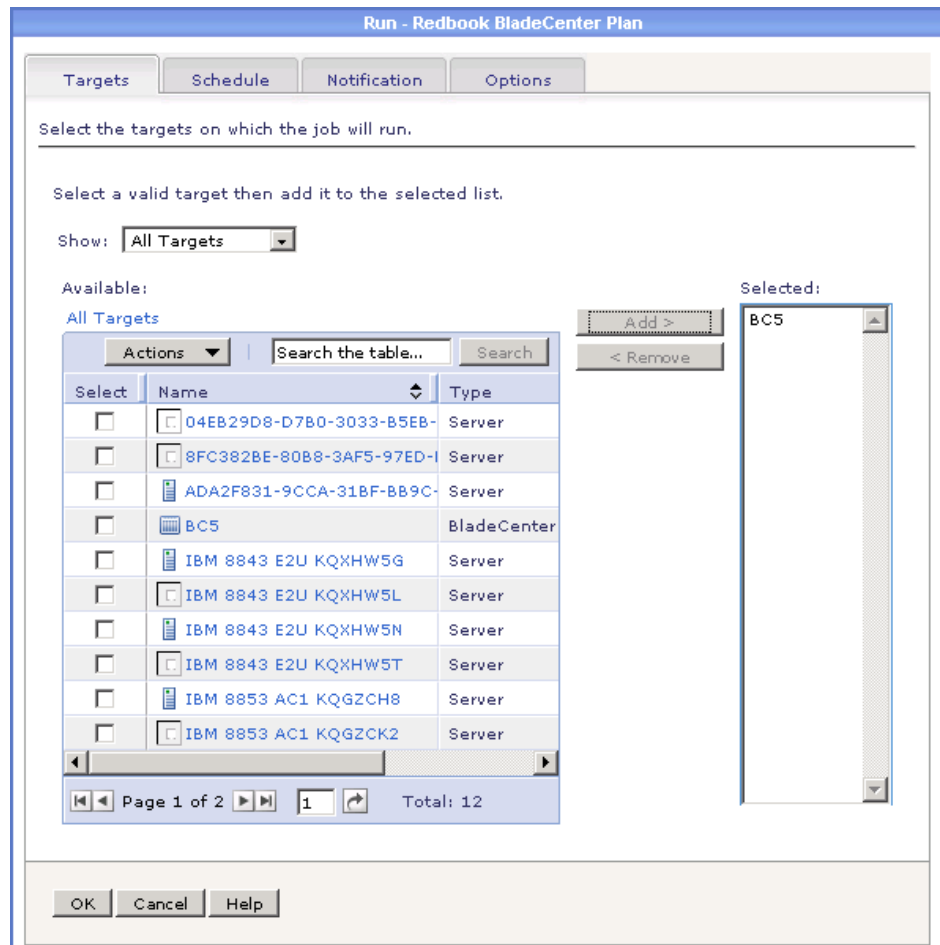 Run - Redbook BladeCenter Plan
Targets Schedule Notification Options
Select the targets on which the job will run.
Select a valid target then add it to the selected list.
Show: All Targets
Available: Selected:
All Targets Add > BC5
Actions Search the table... Search < Remove
Select Name Type
04EB29D8-D7B0-3033-B5EB- Server
8FC382BE-80B8-3AF5-97ED- Server
ADA2F831-9CCA-31BF-BB9C- Server
BC5 BladeCenter
IBM 8843 E2U KQXHW5G Server
IBM 8843 E2U KQXHW5L Server
IBM 8843 E2U KQXHW5N Server
IBM 8843 E2U KQXHW5T Server
IBM 8853 AC1 KQGZCH8 Server
IBM 8853 AC1 KQGZCK2 Server
Page 1 of 2 1 Total: 12
OK Cancel Help